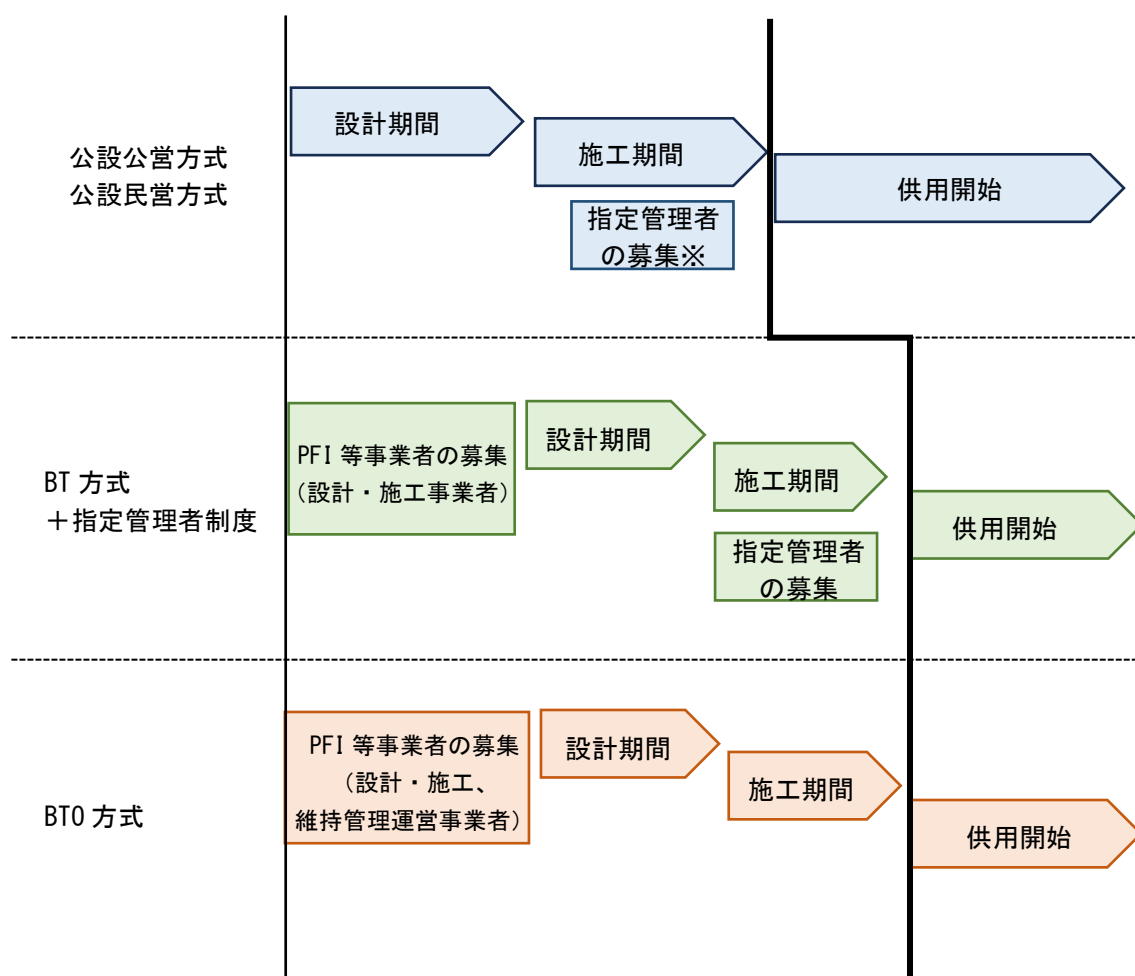 公設公営方式
公設民営方式
設計期間
施工期間
指定管理者
の募集※
供用開始
BT 方式
＋指定管理者制度
PFI 等事業者の募集
（設計・施工事業者）
設計期間
施工期間
指定管理者
の募集
供用開始
BTO 方式
PFI 等事業者の募集
（設計・施工、
維持管理運営事業者）
設計期間
施工期間
供用開始